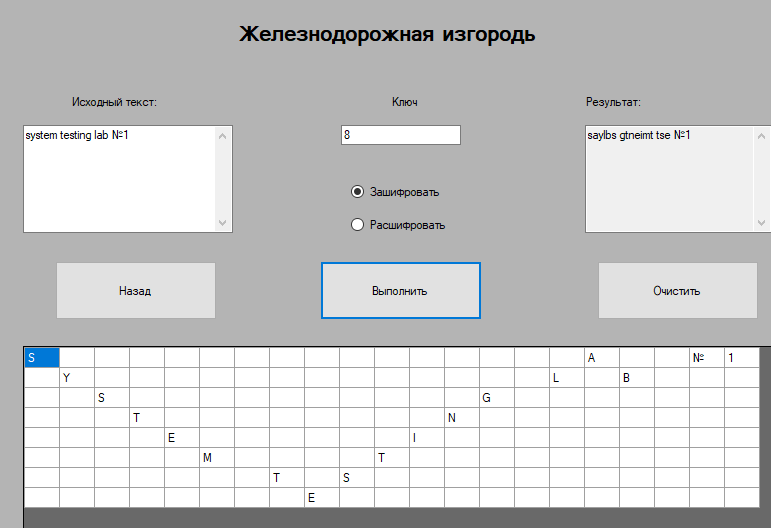 Железнодорожная изгородь
Исходный текст: Ключ Результат:
system testing lab №1 8 saylbs gtneimt tse №1
Зашифровать
Расшифровать
Назад Выполнить Очистить
S A № 1
Y L B
S G
T N
E I
M T
T S
E